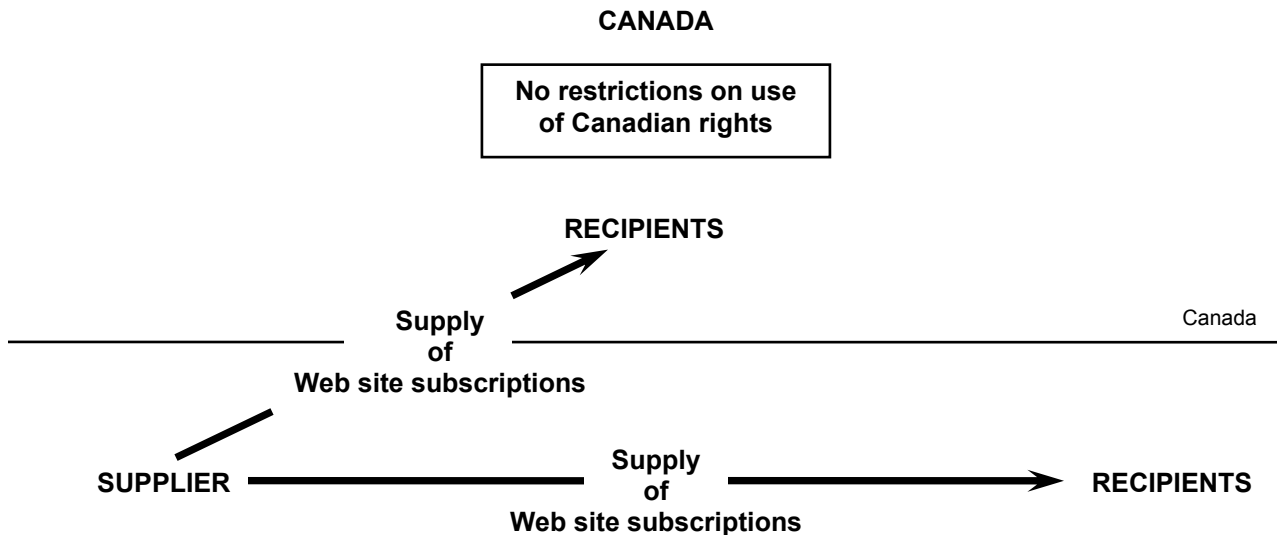 CANADA
No restrictions on use
of Canadian rights
RECIPIENTS
Canada
Supply
of
Web site subscriptions
SUPPLIER
Supply
of
Web site subscriptions
RECIPIENTS